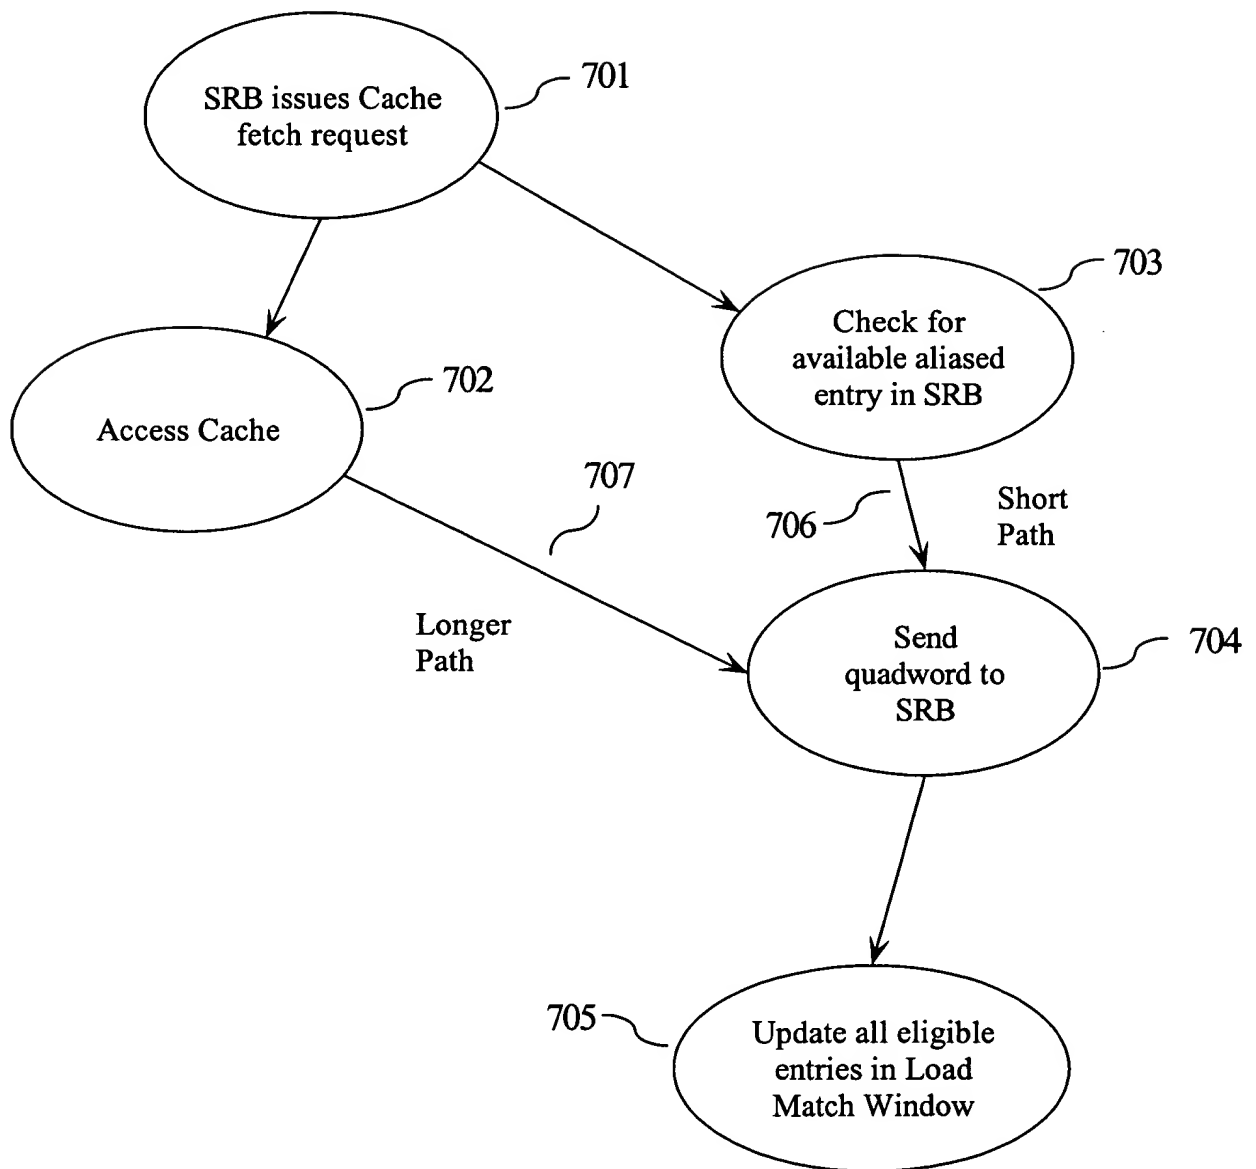 SRB issues Cache
fetch request
701
Check for
available aliased
entry in SRB
703
Access Cache
702
707
706
Short
Path
Longer
Path
Send
quadword to
SRB
704
705
Update all eligible
entries in Load
Match Window